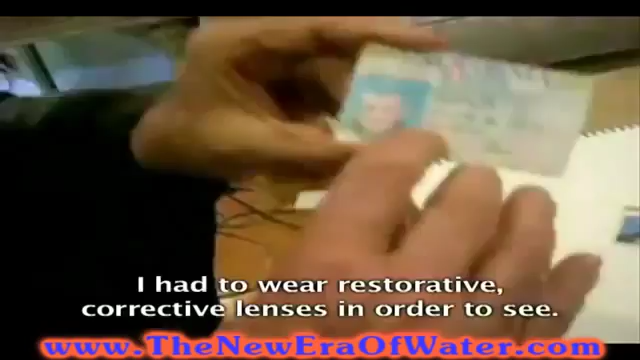 I had to wear restorative,
corrective lenses in order to see.
www.TheNewEraOfWater.com